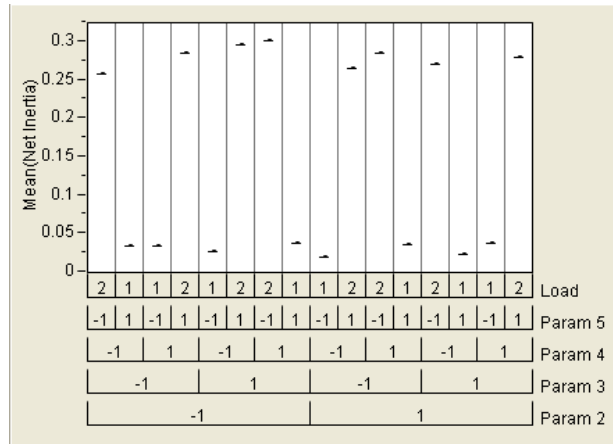 0.3
0.25
0.2
0.15
0.1
0.05
0
Mean(Net Inertia)
2 1 1 2 1 2 2 1 1 2 2 1 2 1 1 2 Load
-1 1 -1 1 -1 1 -1 1 -1 1 -1 1 -1 1 -1 1 Param 5
-1 1 -1 1 -1 1 -1 1 Param 4
-1 1 -1 1 Param 3
-1 1 Param 2